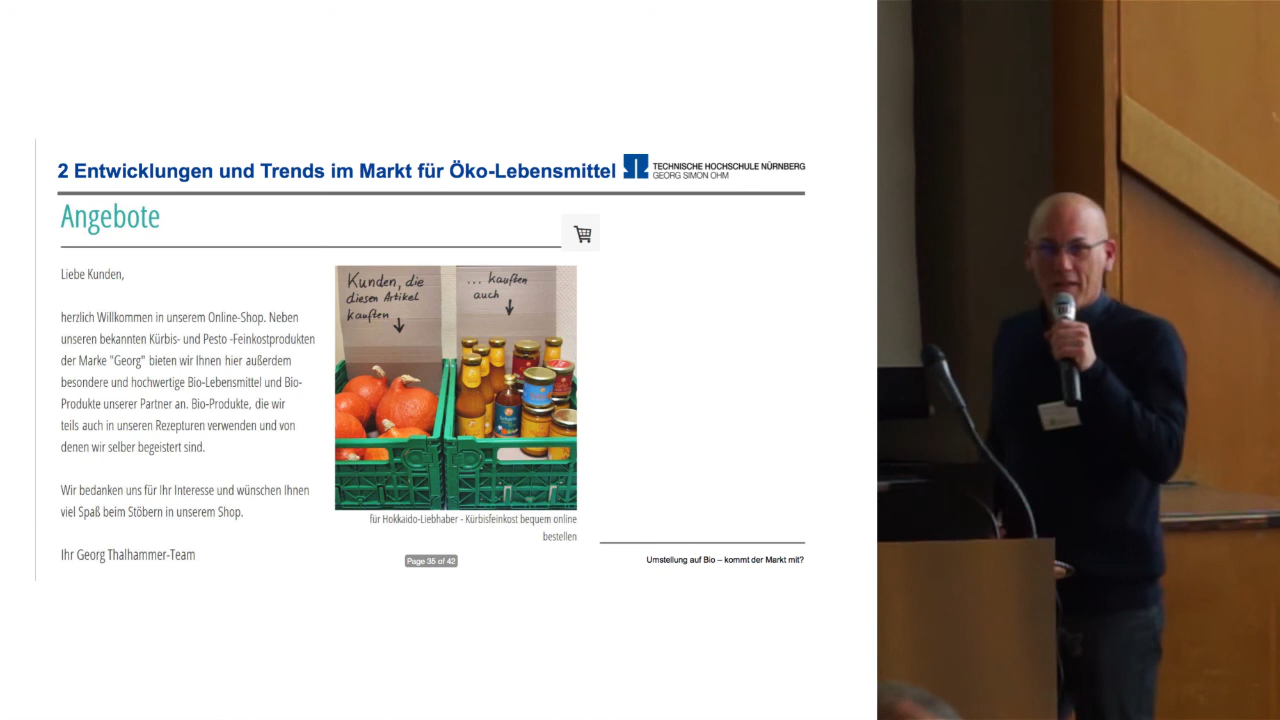 2 Entwicklungen und Trends im Markt für Öko-Lebensmittel
TECHNISCHE HOCHSCHULE NÜRNBERG
GEORG SIMON OHM
Angebote
Liebe Kunden,
herzlich Willkommen in unserem Online-Shop. Neben
unseren bekannten Kürbis- und Pesto -Feinkostprodukten
der Marke "Georg" bieten wir Ihnen hier außerdem
besondere und hochwertige Bio-Lebensmittel und Bio-
Produkte unserer Partner an. Bio-Produkte, die wir
teils auch in unseren Rezepturen verwenden und von
denen wir selber begeistert sind.
Wir bedanken uns für Ihr Interesse und wünschen Ihnen
viel Spaß beim Stöbern in unserem Shop.
Ihr Georg Thalhammer-Team
Kunden, die
diesen Artikel
kauften
... kauften
auch
für Hokkaido-Liebhaber - Kürbisfeinkost bequem online
bestellen
Page 35 of 42
Umstellung auf Bio – kommt der Markt mit?